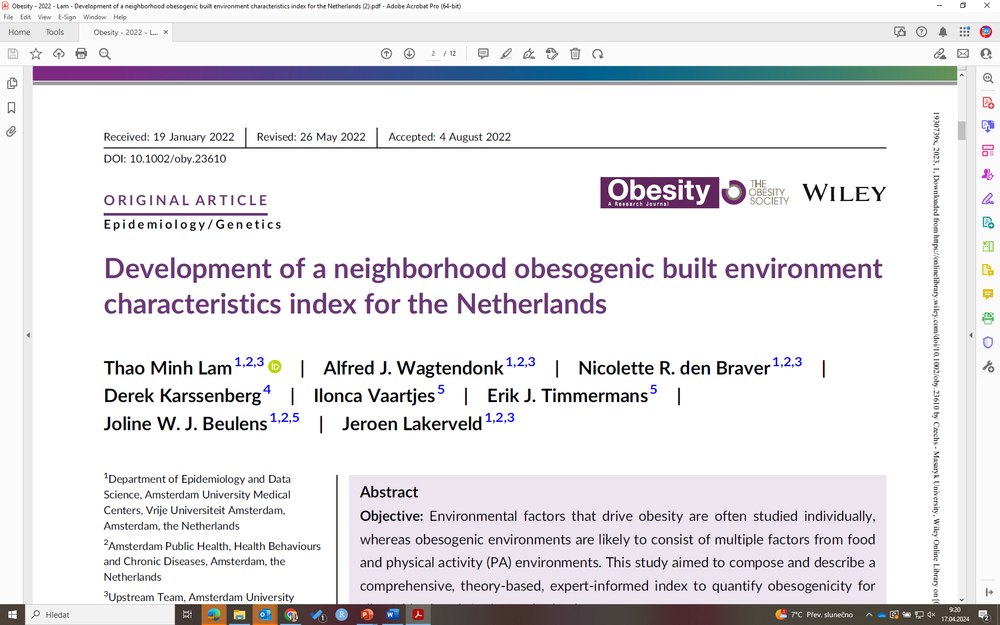 Obesity - 2022 - Lam - Development of a neighborhood obesogenic built environment characteristics index for the Netherlands (2).pdf - Adobe Acrobat Pro (64-bit)
File Edit View E-Sign Window Help
Home Tools Obesity - 2022 - L... ×
2 / 12
Received: 19 January 2022 Revised: 26 May 2022 Accepted: 4 August 2022
DOI: 10.1002/oby.23610
Obesity
A Research Journal
THE
OBESITY
SOCIETY
WILEY
ORIGINAL ARTICLE
Epidemiology/Genetics
Development of a neighborhood obesogenic built environment
characteristics index for the Netherlands
Thao Minh Lam 1,2,3 iD | Alfred J. Wagtendonk 1,2,3 | Nicolette R. den Braver 1,2,3 |
Derek Karssenberg 4 | Ilonca Vaartjes 5 | Erik J. Timmermans 5 |
Joline W. J. Beulens 1,2,5 | Jeroen Lakerveld 1,2,3
1Department of Epidemiology and Data
Science, Amsterdam University Medical
Centers, Vrije Universiteit Amsterdam,
Amsterdam, the Netherlands
2Amsterdam Public Health, Health Behaviours
and Chronic Diseases, Amsterdam, the
Netherlands
3Upstream Team, Amsterdam University
Abstract
Objective: Environmental factors that drive obesity are often studied individually,
whereas obesogenic environments are likely to consist of multiple factors from food
and physical activity (PA) environments. This study aimed to compose and describe a
comprehensive, theory-based, expert-informed index to quantify obesogenicity for
1930739x, 2023, 1, Downloaded from https://onlinelibrary.wiley.com/doi/10.1002/oby.23610 by Czechs - Masaryk University, Wiley Online Library on
Hledat
1
7°C Přev. slunečno
9:20
17.04.2024
2